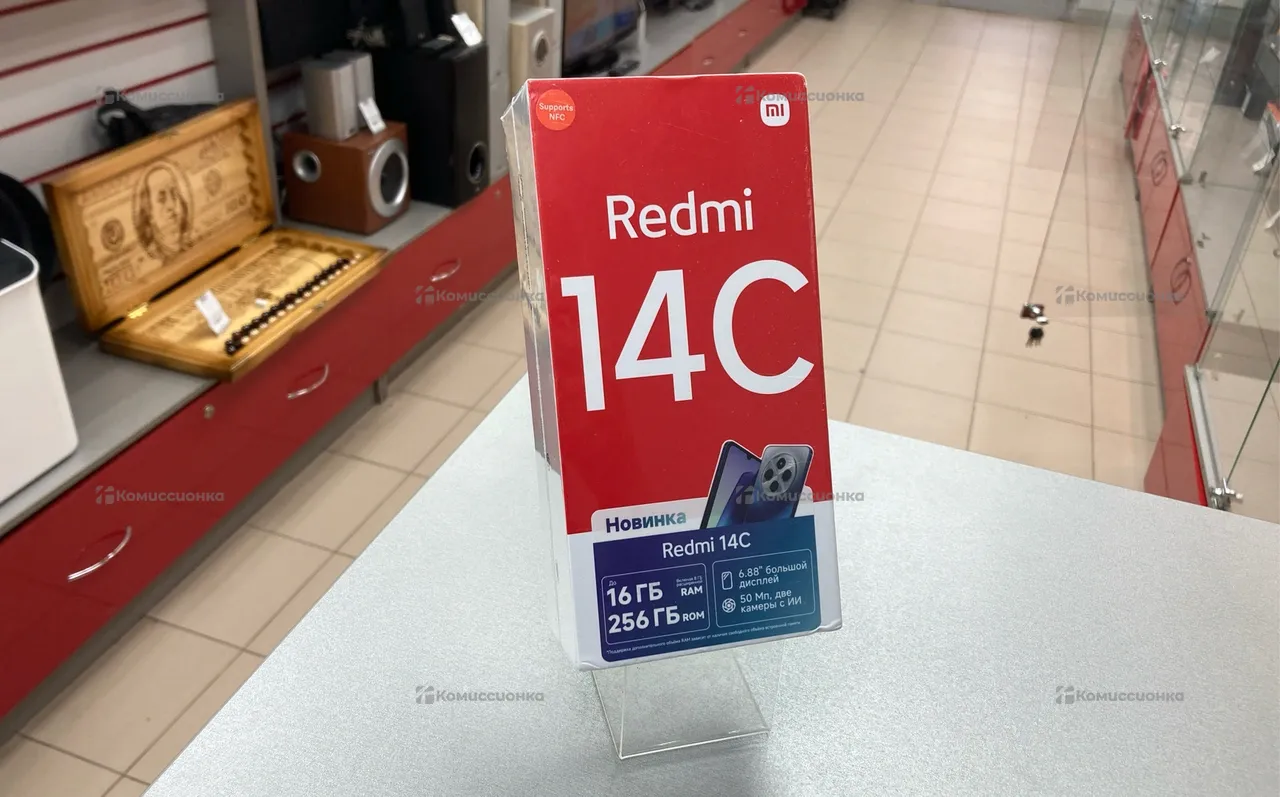 Supports
NFC
mi
Redmi
14C
Новинка
Redmi 14C
До
16 ГБ
RAM
256 ГБ ROM
6.88" большой
дисплей
50 Мп, две
камеры с ИИ
Комиссионка
Комиссионка
Комиссионка
Комиссионка
Комиссионка
Комиссионка
Комиссионка
Комиссионка